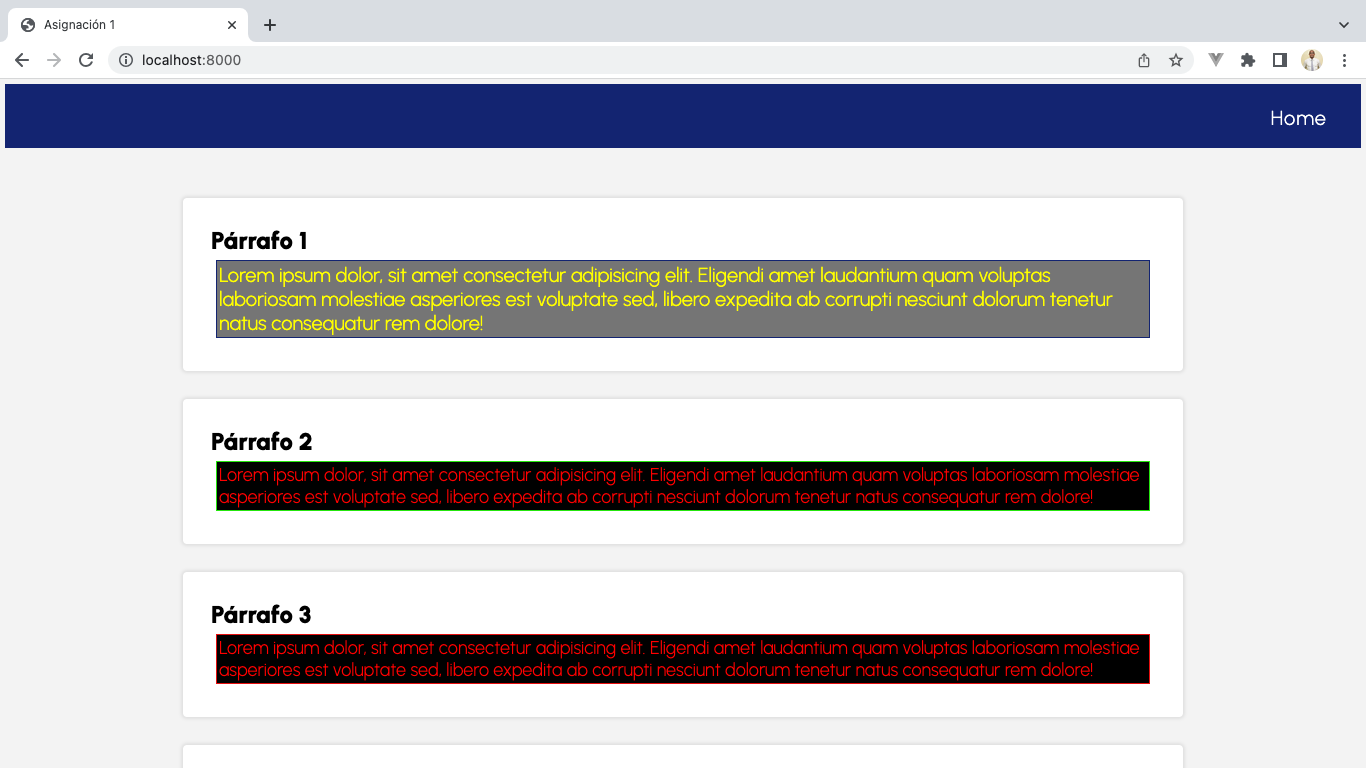 Asignación 1
localhost:8000
Home
Párrafo 1
Lorem ipsum dolor, sit amet consectetur adipisicing elit. Eligendi amet laudantium quam voluptas
laboriosam molestiae asperiores est voluptate sed, libero expedita ab corrupti nesciunt dolorum tenetur
natus consequatur rem dolore!
Párrafo 2
Lorem ipsum dolor, sit amet consectetur adipisicing elit. Eligendi amet laudantium quam voluptas laboriosam molestiae
asperiores est voluptate sed, libero expedita ab corrupti nesciunt dolorum tenetur natus consequatur rem dolore!
Párrafo 3
Lorem ipsum dolor, sit amet consectetur adipisicing elit. Eligendi amet laudantium quam voluptas laboriosam molestiae
asperiores est voluptate sed, libero expedita ab corrupti nesciunt dolorum tenetur natus consequatur rem dolore!